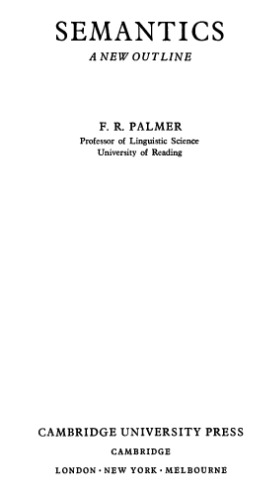 SEMANTICS
A NEW OUTLINE
F. R. PALMER
Professor of Linguistic Science
University of Reading
CAMBRIDGE UNIVERSITY PRESS
CAMBRIDGE
LONDON · NEW YORK · MELBOURNE